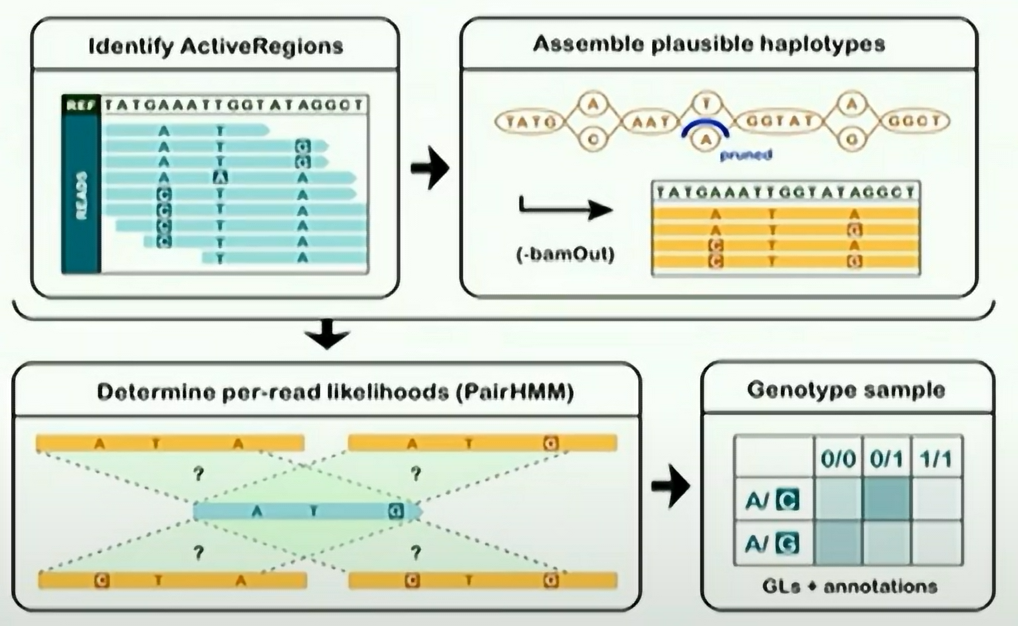 Identify ActiveRegions
REF TATGAAATTGGTATAGGCT
READS
A T
A T G
A T G
A A A
C T A
C T A
C T A
C T A
T A
Assemble plausible haplotypes
TATG A C AAT T A GGTAT A G GGCT
pruned
(-bamOut)
TATGAAATTGGTATAGGCT
A T A
A T G
C T A
C T G
Determine per-read likelihoods (PairHMM)
A T A A T G
? ?
A T G
? ?
C T A C T G
Genotype sample
0/0 0/1 1/1
A/ C
A/ G
GLs + annotations